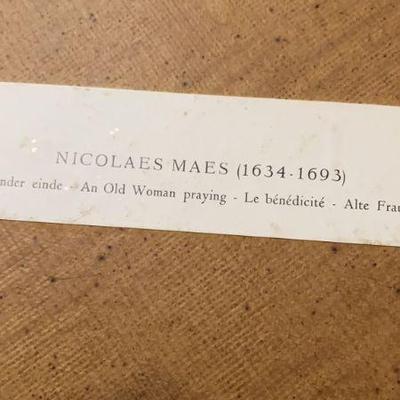 NICOLAES MAES (1634-1693)
nder einde - An Old Woman praying - Le bénédicité - Alte Frau